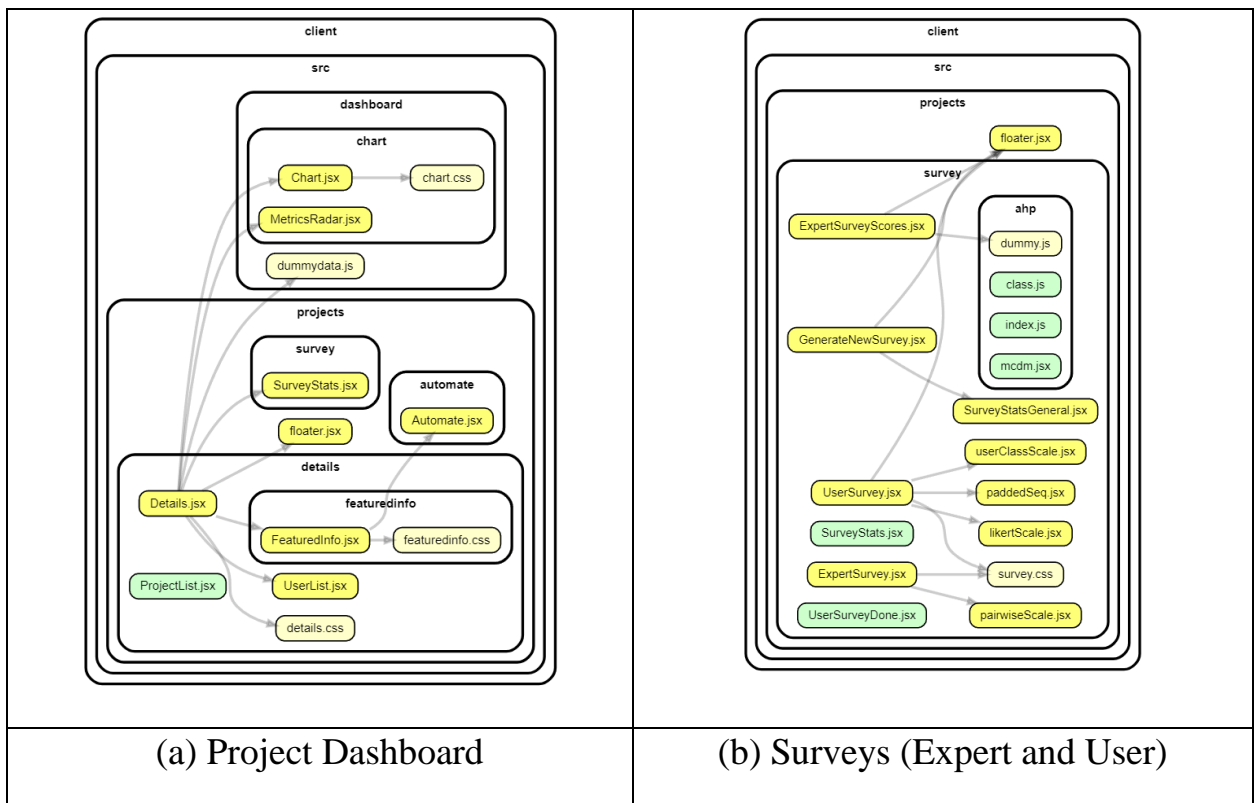 client
src
dashboard
chart
Chart.jsx
chart.css
MetricsRadar.jsx
dummydata.js
projects
survey
SurveyStats.jsx
automate
Automate.jsx
floater.jsx
details
Details.jsx
featuredinfo
FeaturedInfo.jsx
featuredinfo.css
ProjectList.jsx
UserList.jsx
details.css
(a) Project Dashboard
client
src
projects
floater.jsx
survey
ahp
ExpertSurveyScores.jsx
dummy.js
class.js
index.js
GenerateNewSurvey.jsx
mcdm.jsx
SurveyStatsGeneral.jsx
userClassScale.jsx
UserSurvey.jsx
paddedSeq.jsx
SurveyStats.jsx
likertScale.jsx
ExpertSurvey.jsx
survey.css
UserSurveyDone.jsx
pairwiseScale.jsx
(b) Surveys (Expert and User)